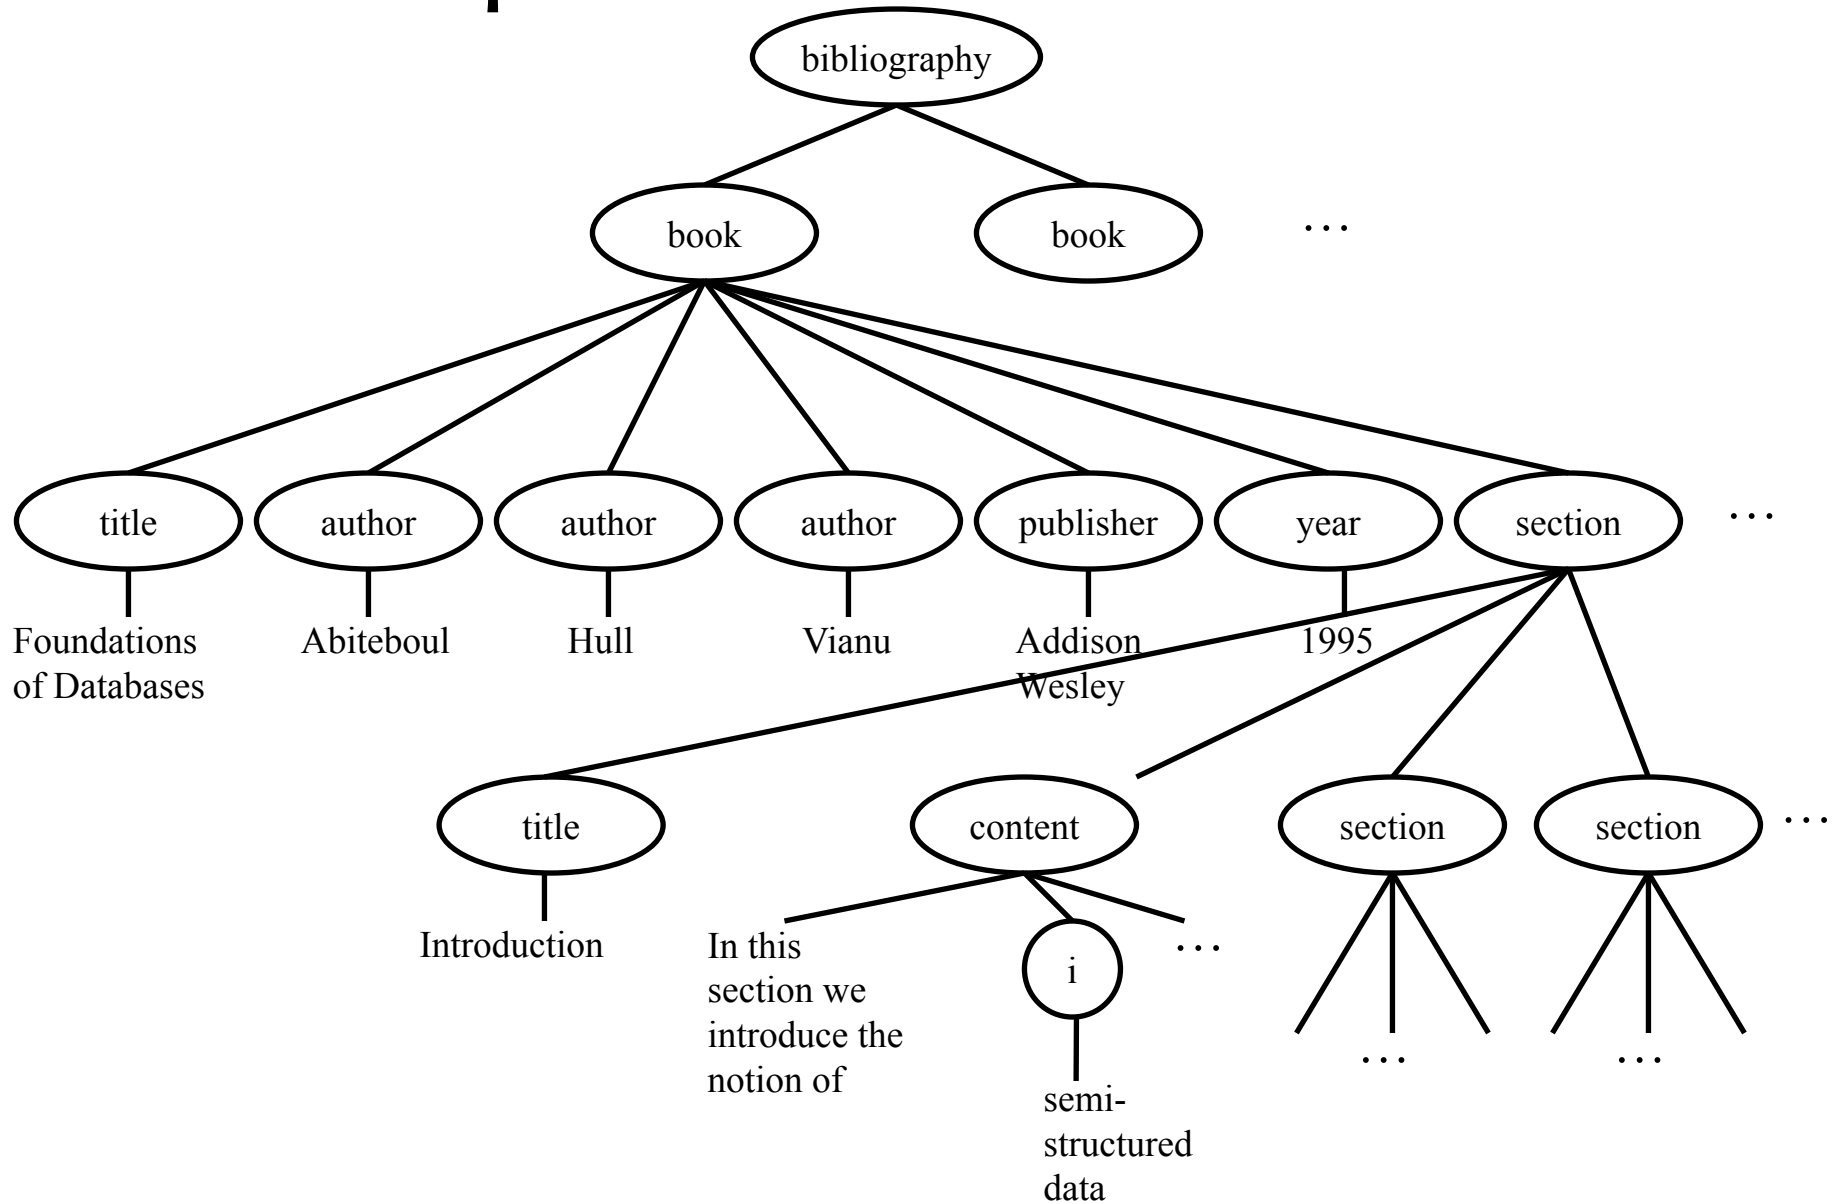 bibliography
book
book
...
title
author
author
author
publisher
year
section
...
Foundations
of Databases
Abiteboul
Hull
Vianu
Addison
Wesley
1995
title
content
section
section
...
Introduction
In this
section we
introduce the
notion of
i
...
semi-
structured
data
...
...